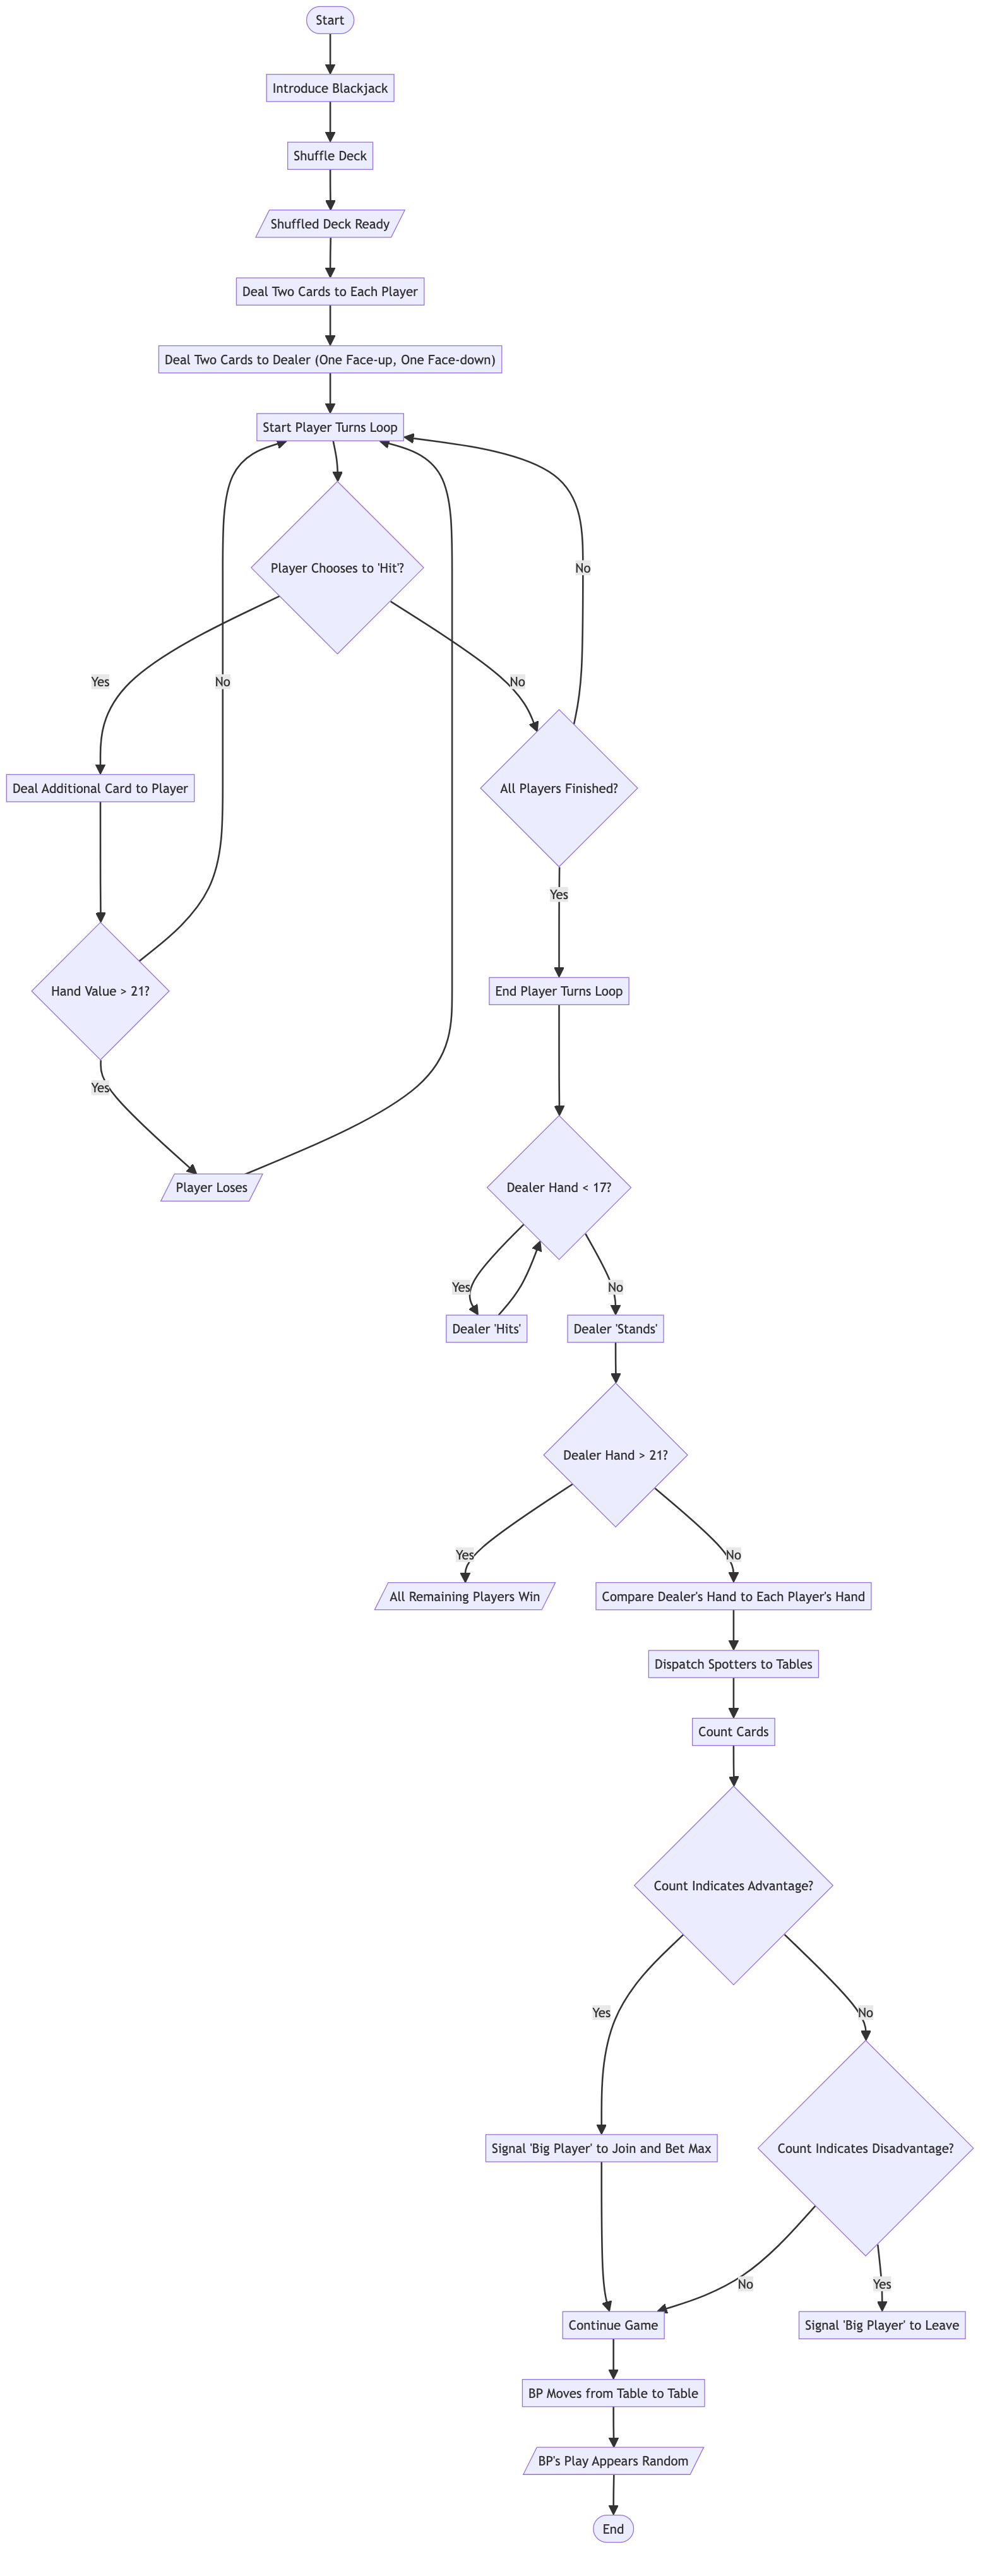 Start
Introduce Blackjack
Shuffle Deck
Shuffled Deck Ready
Deal Two Cards to Each Player
Deal Two Cards to Dealer (One Face-up, One Face-down)
Start Player Turns Loop
Player Chooses to 'Hit'?
No
Yes
No
No
Deal Additional Card to Player
All Players Finished?
Yes
Hand Value > 21?
End Player Turns Loop
Yes
Player Loses
Dealer Hand < 17?
Yes
No
Dealer 'Hits'
Dealer 'Stands'
Dealer Hand > 21?
Yes
No
All Remaining Players Win
Compare Dealer's Hand to Each Player's Hand
Dispatch Spotters to Tables
Count Cards
Count Indicates Advantage?
Yes
No
Signal 'Big Player' to Join and Bet Max
Count Indicates Disadvantage?
No
Yes
Continue Game
Signal 'Big Player' to Leave
BP Moves from Table to Table
BP's Play Appears Random
End